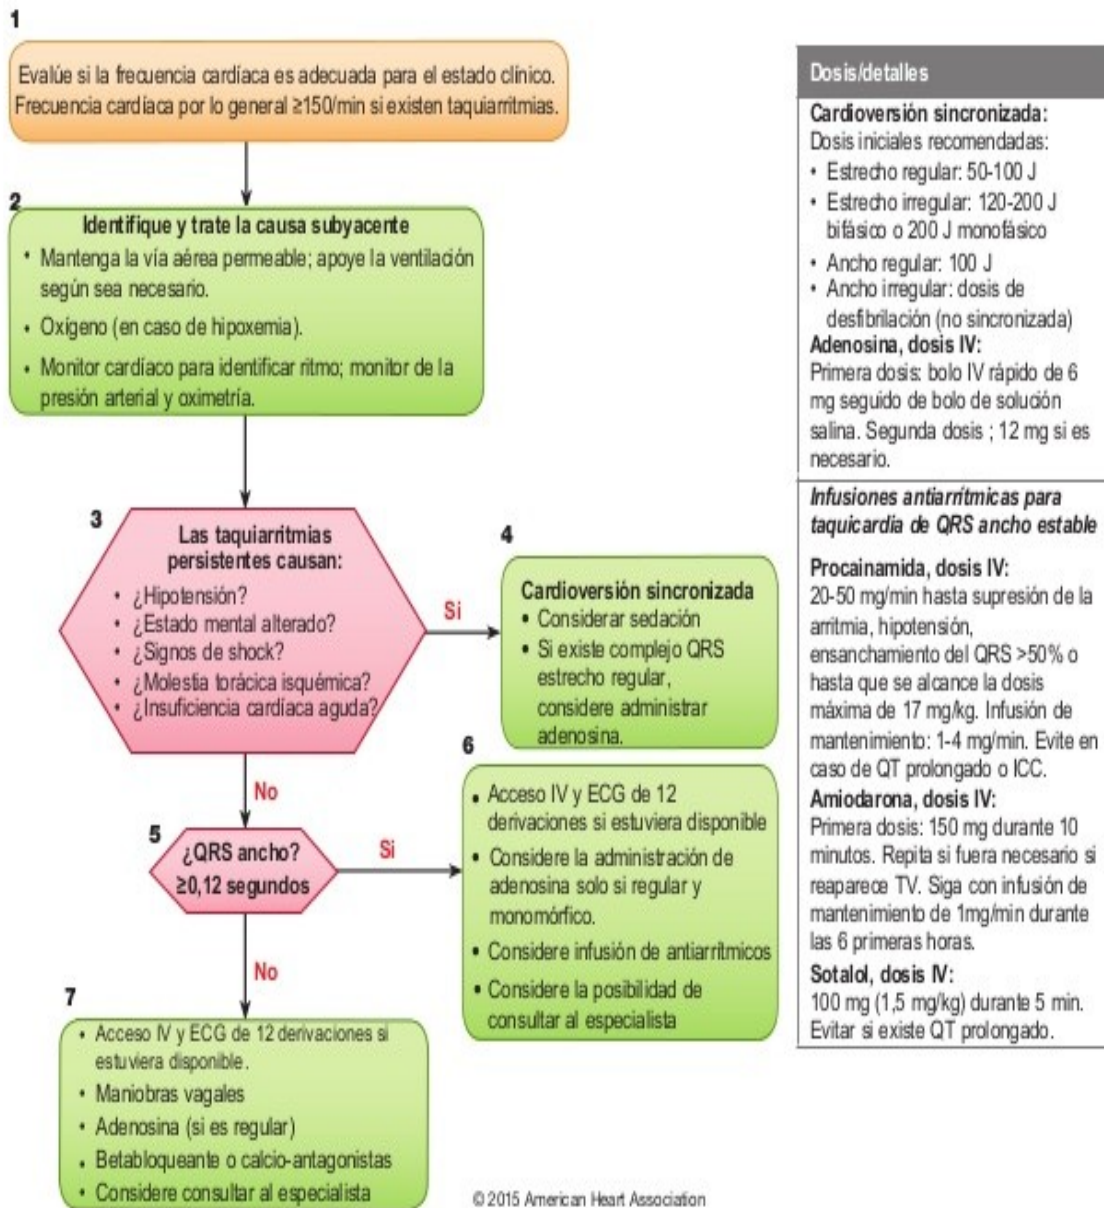 1
Evalúe si la frecuencia cardíaca es adecuada para el estado clínico.
Frecuencia cardíaca por lo general ≥150/min si existen taquiarritmias.
2
Identifique y trate la causa subyacente
• Mantenga la vía aérea permeable; apoye la ventilación
según sea necesario.
• Oxígeno (en caso de hipoxemia).
• Monitor cardíaco para identificar ritmo; monitor de la
presión arterial y oximetría.
3
Las taquiarritmias
persistentes causan:
• ¿Hipotensión?
• ¿Estado mental alterado?
• ¿Signos de shock?
• ¿Molestia torácica isquémica?
• ¿Insuficiencia cardíaca aguda?
Si
4
Cardioversión sincronizada
• Considerar sedación
• Si existe complejo QRS
estrecho regular,
considere administrar
adenosina.
No
5
¿QRS ancho?
≥0,12 segundos
Si
6
• Acceso IV y ECG de 12
derivaciones si estuviera disponible
• Considere la administración de
adenosina solo si regular y
monomórfico.
• Considere infusión de antiarrítmicos
• Considere la posibilidad de
consultar al especialista
No
7
• Acceso IV y ECG de 12 derivaciones si
estuviera disponible.
• Maniobras vagales
• Adenosina (si es regular)
• Betabloqueante o calcio-antagonistas
• Considere consultar al especialista
Dosis/detalles
Cardioversión sincronizada:
Dosis iniciales recomendadas:
• Estrecho regular: 50-100 J
• Estrecho irregular: 120-200 J
bifásico o 200 J monofásico
• Ancho regular: 100 J
• Ancho irregular: dosis de
desfibrilación (no sincronizada)
Adenosina, dosis IV:
Primera dosis: bolo IV rápido de 6
mg seguido de bolo de solución
salina. Segunda dosis ; 12 mg si es
necesario.
Infusiones antiarrítmicas para
taquicardia de QRS ancho estable
Procainamida, dosis IV:
20-50 mg/min hasta supresión de la
arritmia, hipotensión,
ensanchamiento del QRS >50% o
hasta que se alcance la dosis
máxima de 17 mg/kg. Infusión de
mantenimiento: 1-4 mg/min. Evite en
caso de QT prolongado o ICC.
Amiodarona, dosis IV:
Primera dosis: 150 mg durante 10
minutos. Repita si fuera necesario si
reaparece TV. Siga con infusión de
mantenimiento de 1mg/min durante
las 6 primeras horas.
Sotalol, dosis IV:
100 mg (1,5 mg/kg) durante 5 min.
Evitar si existe QT prolongado.
© 2015 American Heart Association